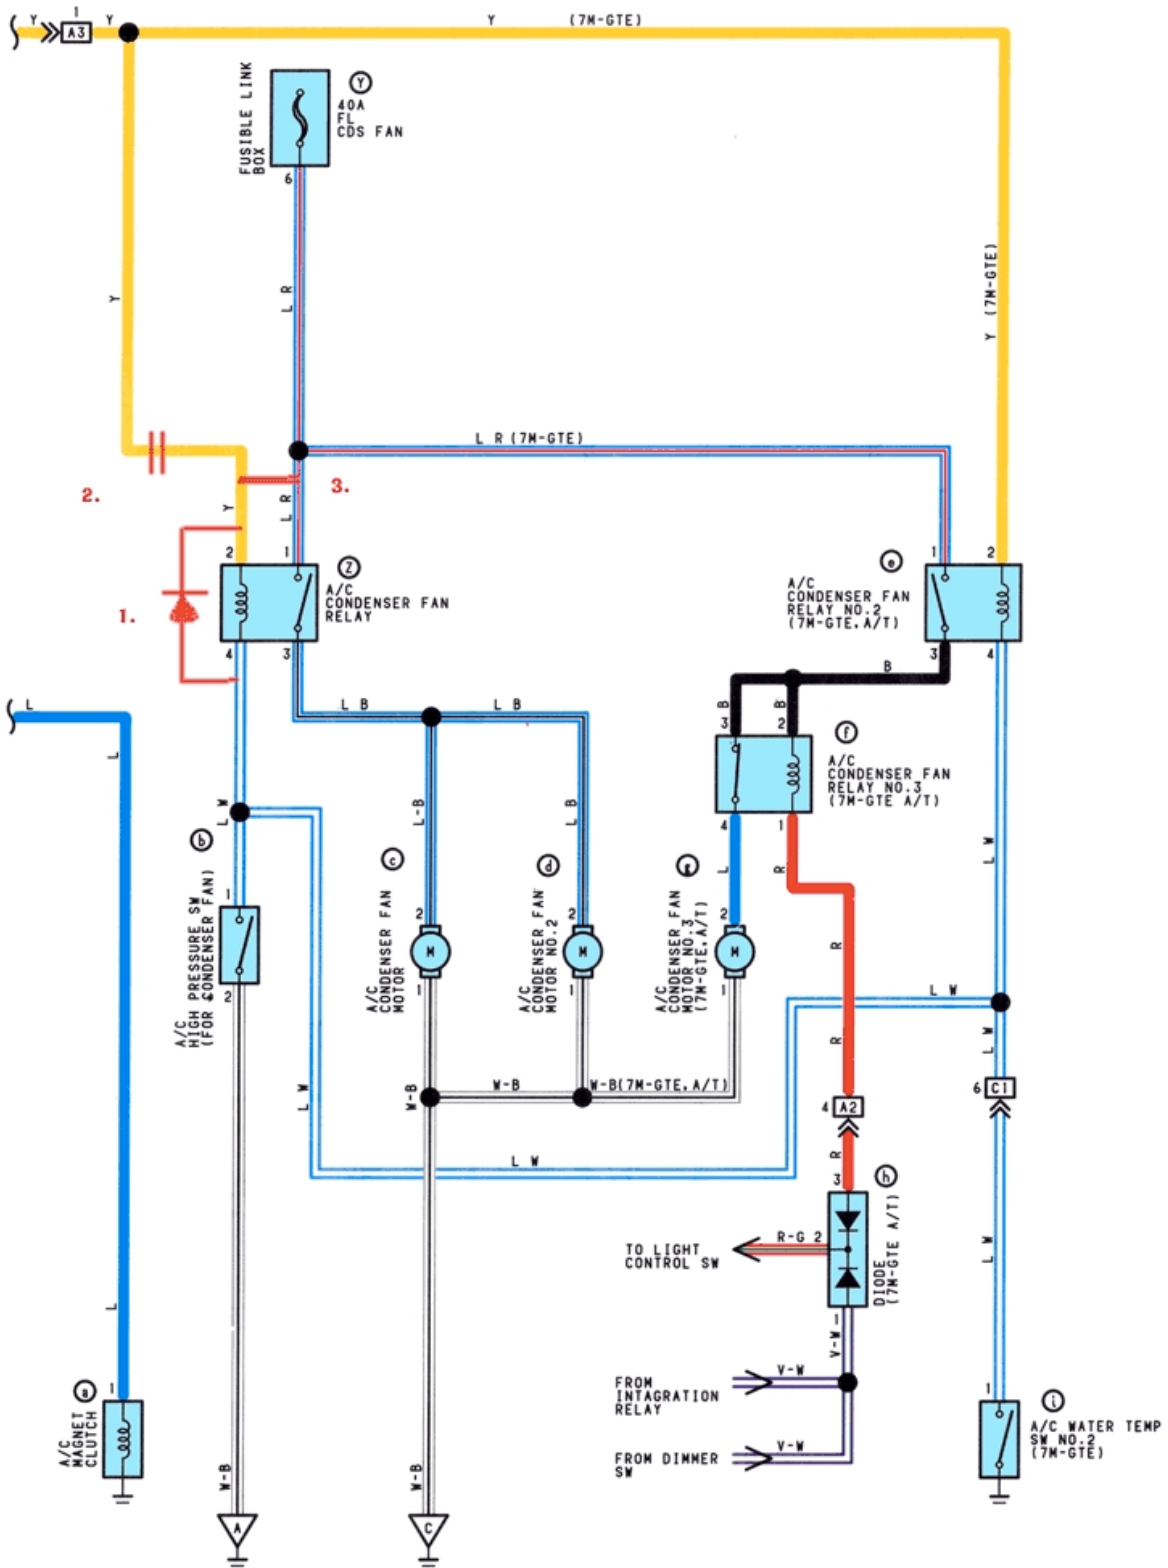 1
Y
A3
Y
Y
(7M-GTE)
FUSIBLE LINK
BOX
Y
40A
FL
CDS FAN
6
Y
L R
Y (7M-GTE)
L R (7M-GTE)
2.
3.
Y
L R
2
1
Z
A/C
CONDENSER FAN
RELAY
1.
4
3
e
1
2
A/C
CONDENSER FAN
RELAY NO.2
(7M-GTE.A/T)
3
4
B
L
L B
L B
B
B
3
2
f
A/C
CONDENSER FAN
RELAY NO.3
(7M-GTE A/T)
4
1
L
L W
b
L-B
L B
c
d
g
L
R
L W
A/C
HIGH PRESSURE SW
(FOR CONDENSER FAN)
1
2
A/C
CONDENSER FAN
MOTOR
2
M
1
A/C
CONDENSER FAN
MOTOR NO.2
2
M
1
A/C
CONDENSER FAN
MOTOR NO.3
(7M-GTE.A/T)
2
M
1
R
R
L W
L W
W-B
W-B
W-B(7M-GTE.A/T)
6
C1
4
A2
L W
L W
R
3
h
TO LIGHT
CONTROL SW
R-G 2
DIODE
(7M-GTE A/T)
L W
L
1
V-W
FROM
INTAGRATION
RELAY
V-W
FROM DIMMER
SW
V-W
a
1
A/C
MAGNET
CLUTCH
1
i
A/C WATER TEMP
SW NO.2
(7M-GTE)
W-B
W-B
A
C